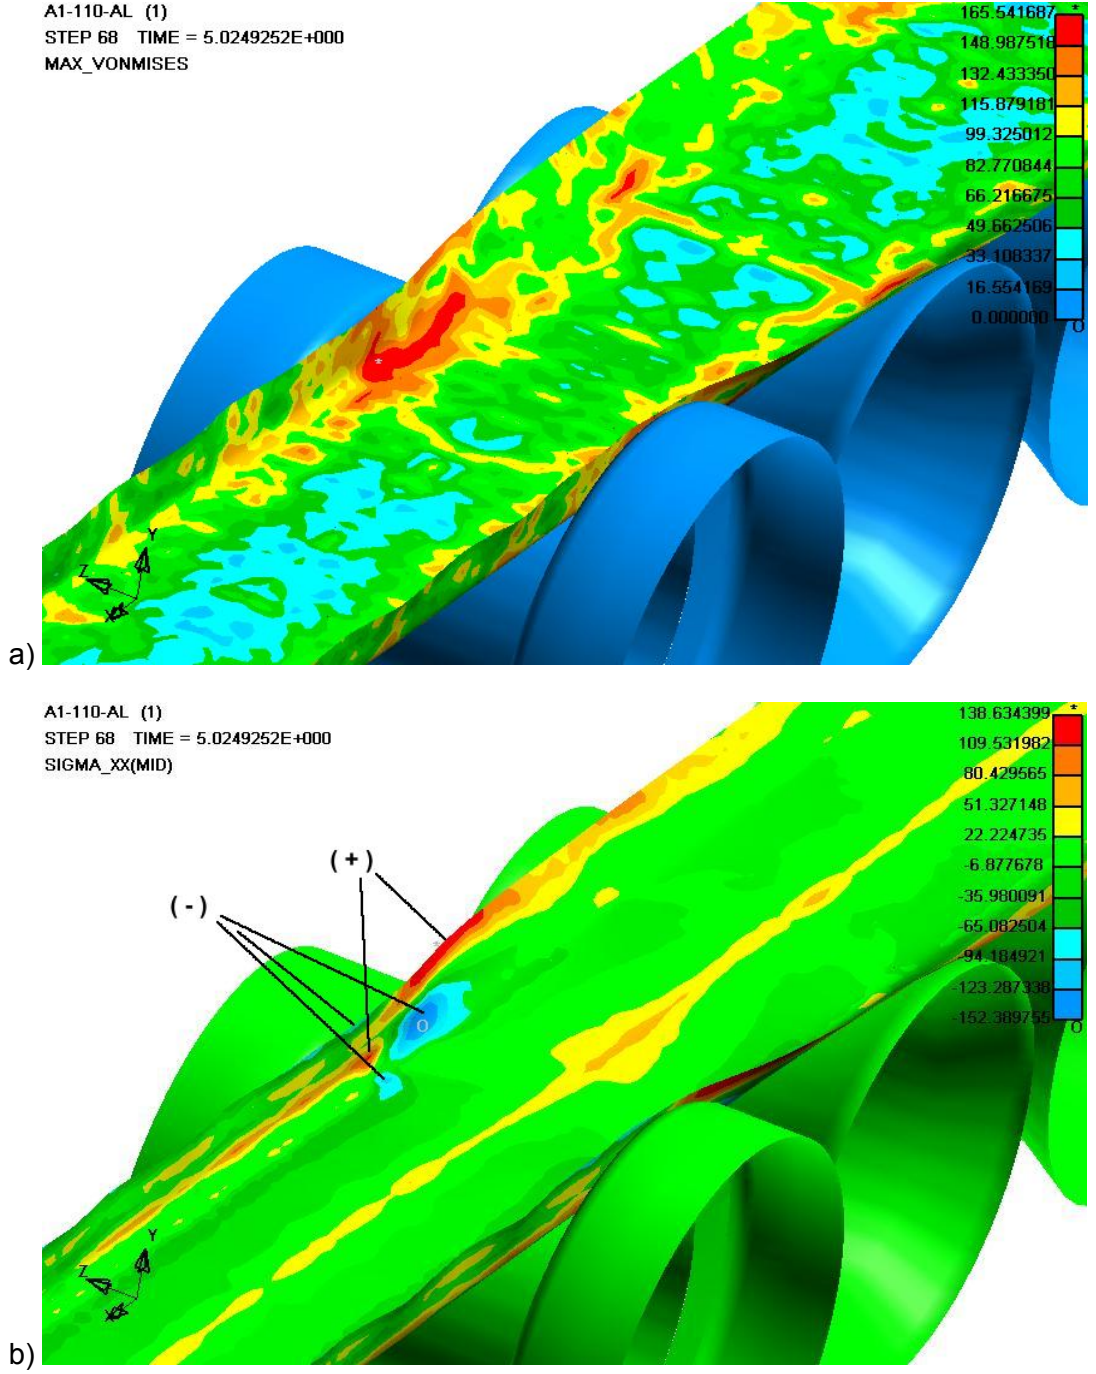 A1-110-AL (1)
STEP 68 TIME = 5.0249252E+000
MAX_VONMISES
*
165.541687
148.987518
132.433350
115.879181
99.325012
82.770844
66.216675
49.662506
33.108337
16.554169
0.000000
O
*
Y
Z
X
a)
A1-110-AL (1)
STEP 68 TIME = 5.0249252E+000
SIGMA_XX(MID)
*
138.634399
109.531982
80.429565
51.327148
22.224735
-6.877678
-35.980091
-65.082504
-94.184921
-123.287338
-152.389755
O
(+)
(-)
*
O
Y
Z
X
b)